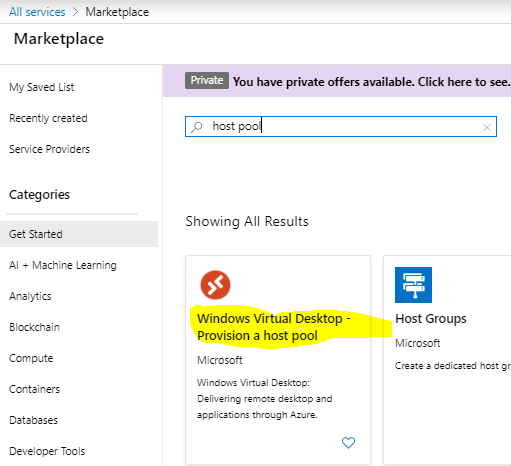 All services > Marketplace
Marketplace
My Saved List
Recently created
Service Providers
Categories
Get Started
AI + Machine Learning
Analytics
Blockchain
Compute
Containers
Databases
Developer Tools
Private You have private offers available. Click here to see.
host pool
Showing All Results
Windows Virtual Desktop -
Provision a host pool
Microsoft
Windows Virtual Desktop:
Delivering remote desktop and
applications through Azure.
Host Groups
Microsoft
Create a dedicated host gr